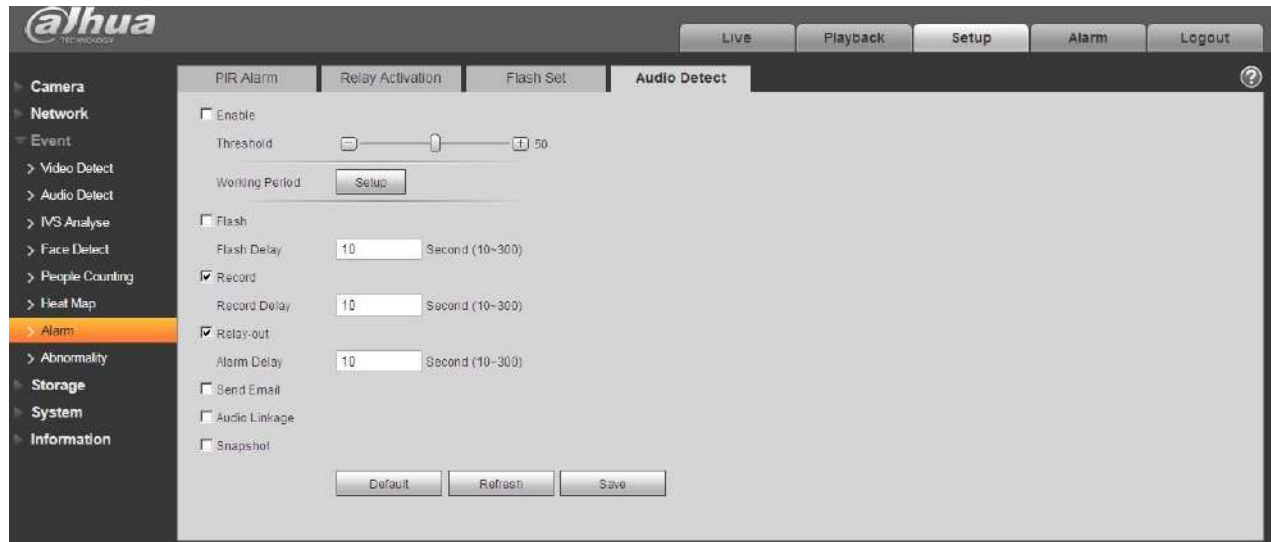 alhua
TECHNOLOGY
Live Playback Setup Alarm Logout
PIR Alarm Relay Activation Flash Set Audio Detect ?
Camera
Network
Event
> Video Detect
> Audio Detect
> IVS Analyse
> Face Detect
> People Counting
> Heat Map
> Alarm
> Abnormality
Storage
System
Information
Enable
Threshold 50
Working Period Setup
Flash
Flash Delay 10 Second (10~300)
Record
Record Delay 10 Second (10~300)
Relay-out
Alarm Delay 10 Second (10~300)
Send Email
Audio Linkage
Snapshot
Default Refresh Save